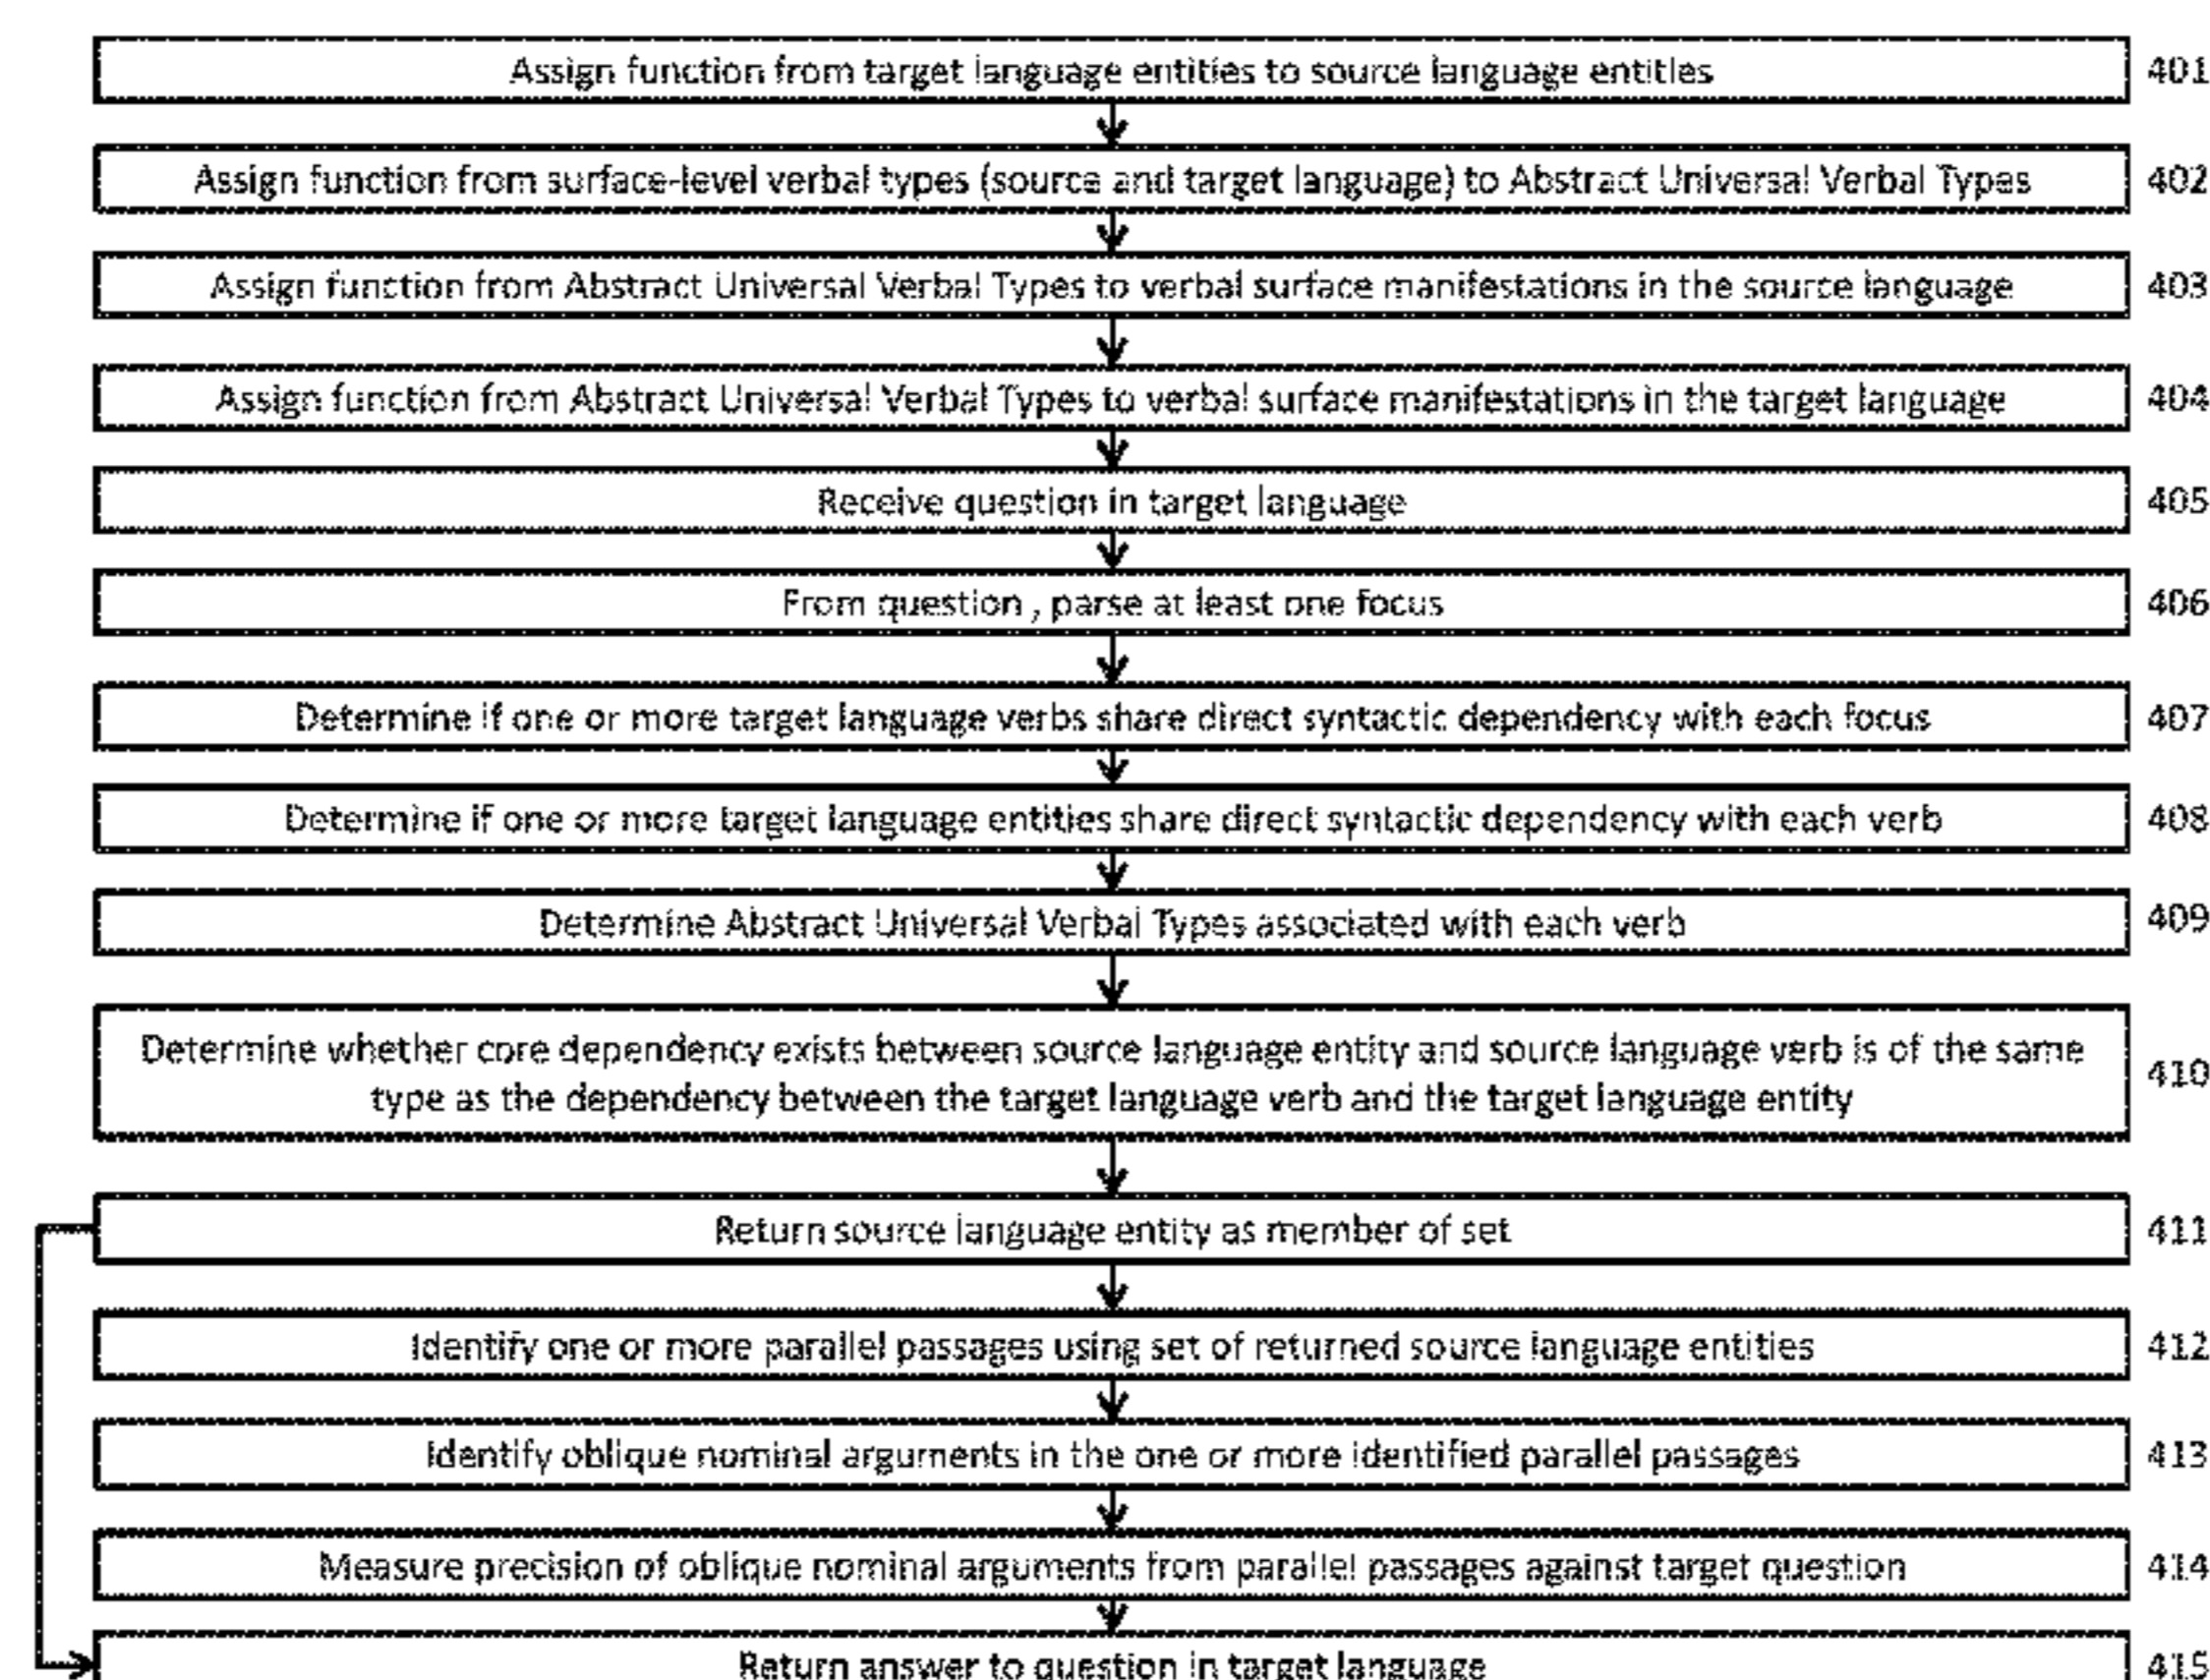 Assign function from target language entities to source language entitles 401
Assign function from surface-level verbal types (source and target language) to Abstract Universal Verbal Types 402
Assign function from Abstract Universal Verbal Types to verbal surface manifestations in the source language 403
Assign function from Abstract Universal Verbal Types to verbal surface manifestations in the target language 404
Receive question in target language 405
From question , parse at least one focus 406
Determine if one or more target language verbs share direct syntactic dependency with each focus 407
Determine if one or more target language entities share direct syntactic dependency with each verb 408
Determine Abstract Universal Verbal Types associated with each verb 409
Determine whether core dependency exists between source language entity and source language verb is of the same
type as the dependency between the target language verb and the target language entity 410
Return source language entity as member of set 411
Identify one or more parallel passages using set of returned source language entities 412
Identify oblique nominal arguments in the one or more identified parallel passages 413
Measure precision of oblique nominal arguments from parallel passages against target question 414
Return answer to question in target language 415